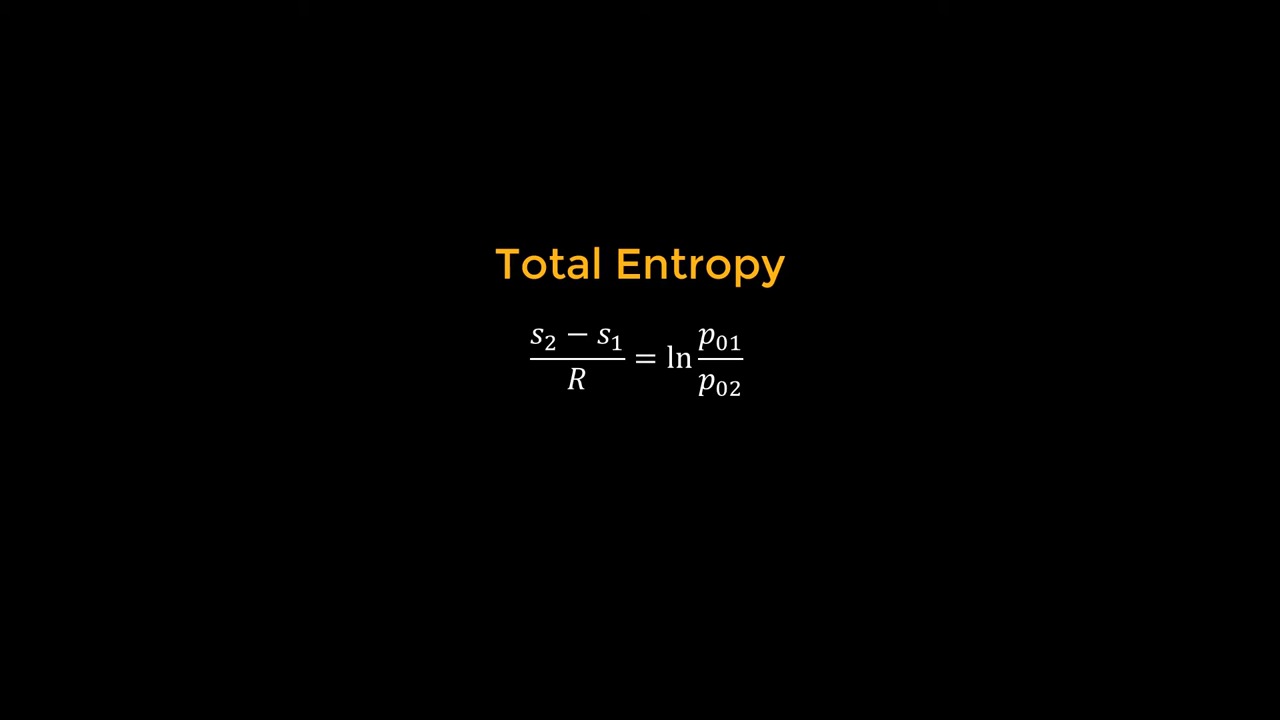 Total Entropy
(s₂ − s₁)/R = ln p₀₁/p₀₂